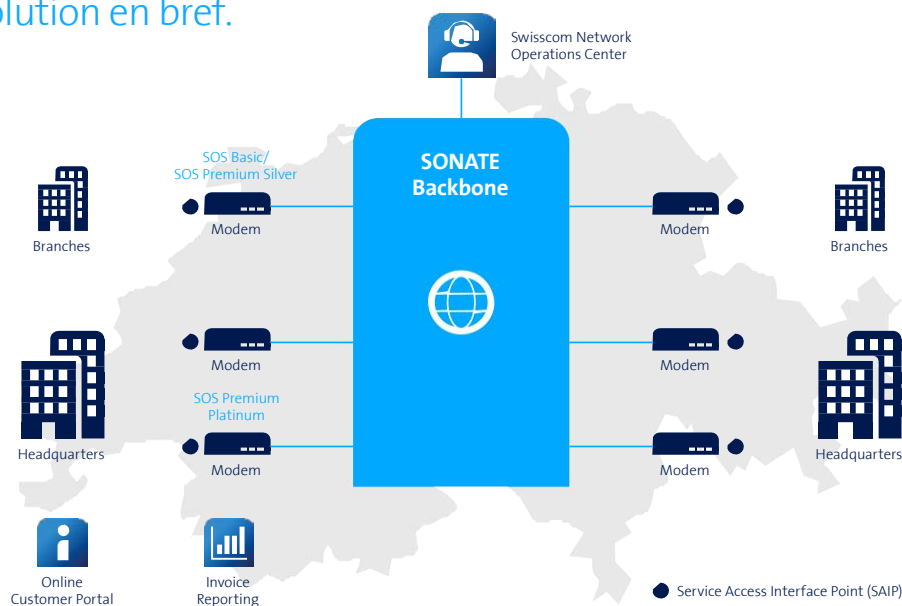 olution en bref.
Swisscom Network
Operations Center
SONATE
Backbone
SOS Basic/
SOS Premium Silver
Modem
Modem
Branches
Branches
Modem
Modem
SOS Premium
Platinum
Modem
Modem
Headquarters
Headquarters
Online
Customer Portal
Invoice
Reporting
Service Access Interface Point (SAIP)